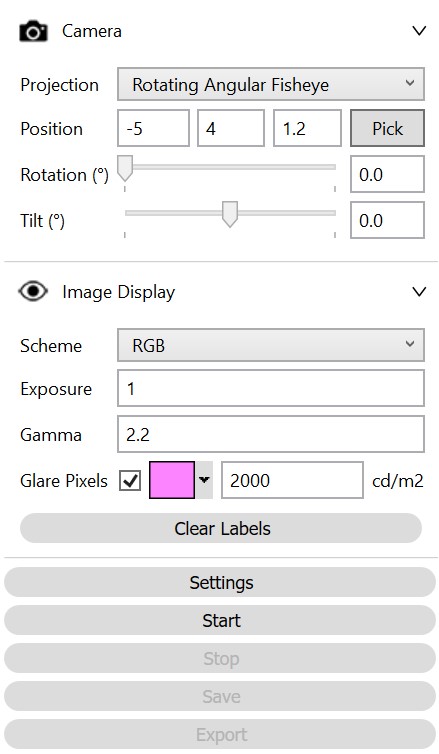 Camera
Projection Rotating Angular Fisheye
Position -5 4 1.2 Pick
Rotation (°) 0.0
Tilt (°) 0.0
Image Display
Scheme RGB
Exposure 1
Gamma 2.2
Glare Pixels 2000 cd/m2
Clear Labels
Settings
Start
Stop
Save
Export